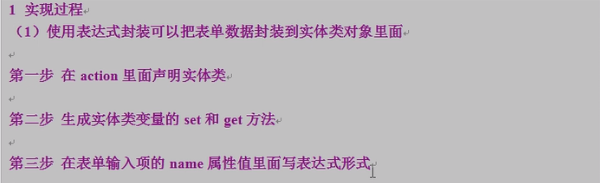 1 实现过程
（1）使用表达式封装可以把表单数据封装到实体类对象里面
第一步 在 action 里面声明实体类
第二步 生成实体类变量的 set 和 get 方法
第三步 在表单输入项的 name 属性值里面写表达式形式